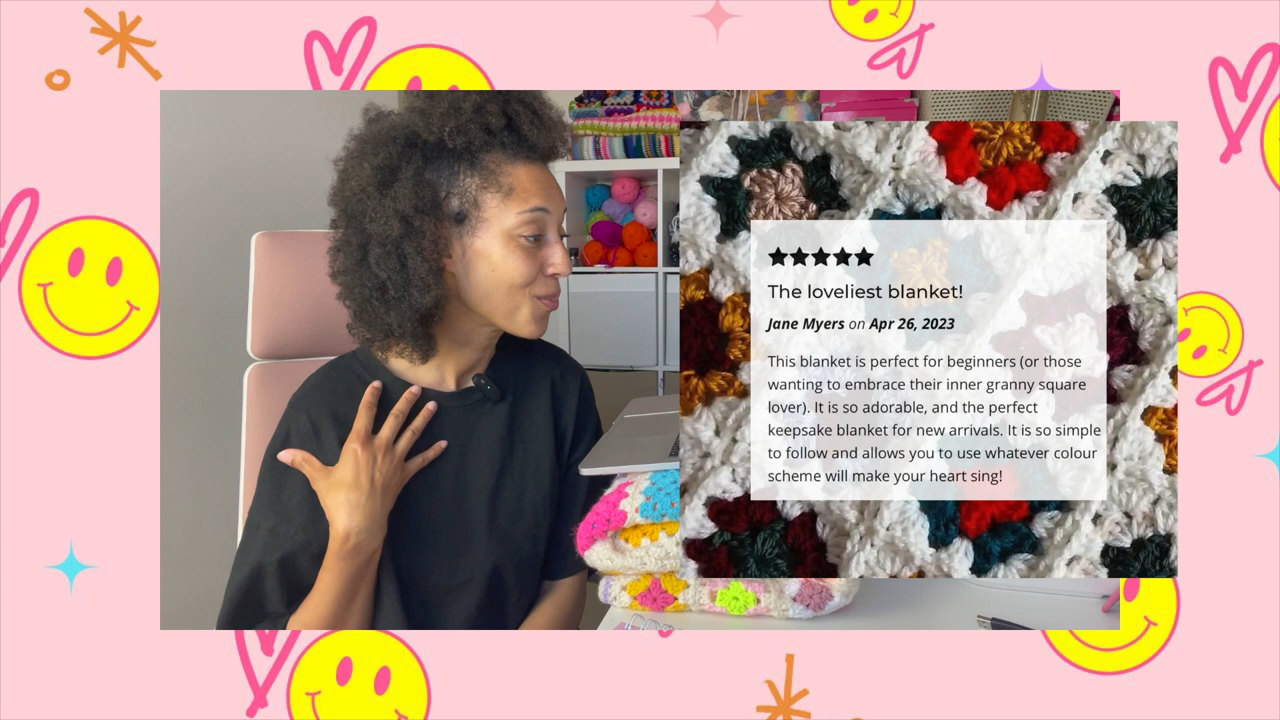 The loveliest blanket!
Jane Myers on Apr 26, 2023
This blanket is perfect for beginners (or those
wanting to embrace their inner granny square
lover). It is so adorable, and the perfect
keepsake blanket for new arrivals. It is so simple
to follow and allows you to use whatever colour
scheme will make your heart sing!